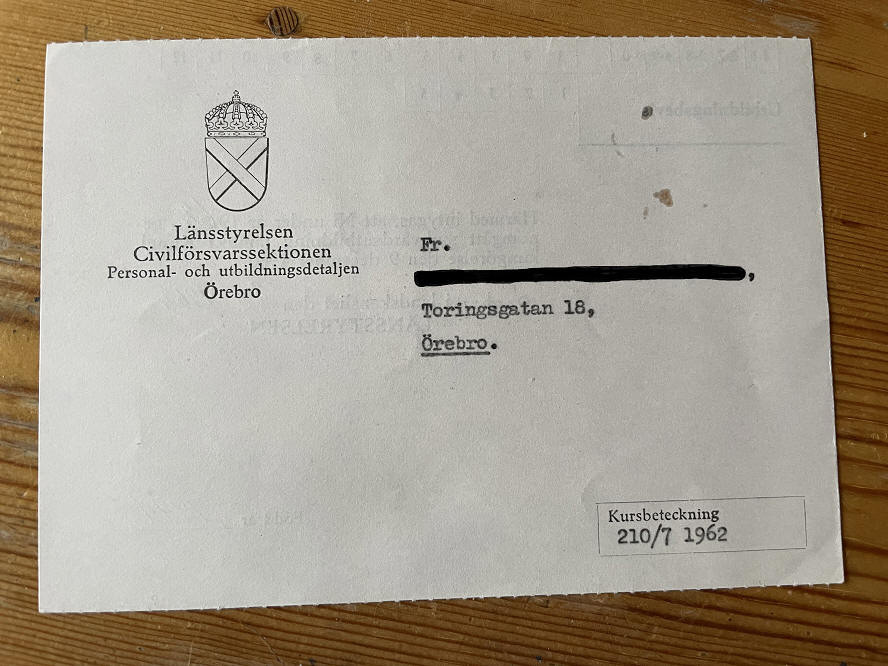 Länsstyrelsen
Civilförsvarssektionen
Personal- och utbildningsdetaljen
Örebro
Fr.
,
Toringsgatan 18,
Örebro.
Kursbeteckning
210/7 1962